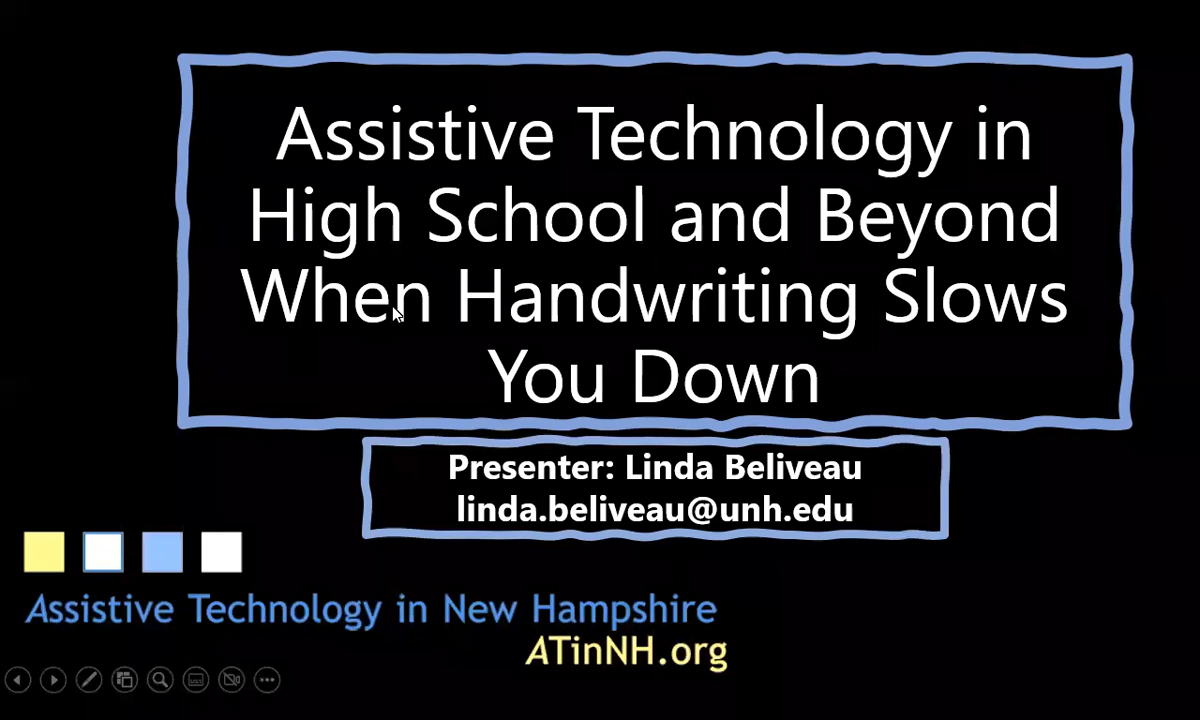 Assistive Technology in
High School and Beyond
When Handwriting Slows
You Down
Presenter: Linda Beliveau
linda.beliveau@unh.edu
Assistive Technology in New Hampshire
ATinNH.org